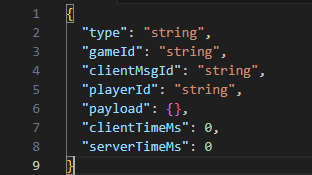 1 {
2 "type": "string",
3 "gameId": "string",
4 "clientMsgId": "string",
5 "playerId": "string",
6 "payload": {},
7 "clientTimeMs": 0,
8 "serverTimeMs": 0
9 }